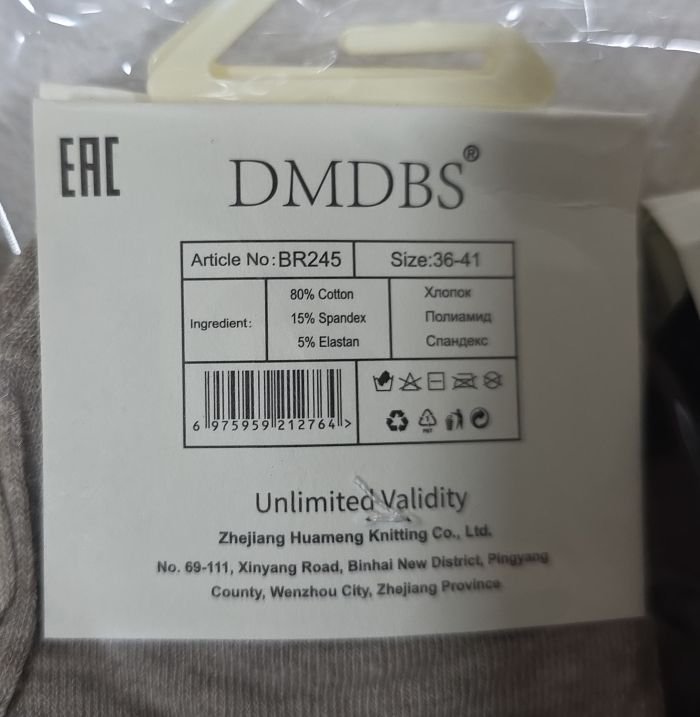 EAC
DMDBS®
Article No:BR245
Size:36-41
Ingredient:
80% Cotton
15% Spandex
5% Elastan
Хлопок
Полиамид
Спандекс
6 975959 212764 >
Unlimited Validity
Zhejiang Huameng Knitting Co., Ltd.
No. 69-111, Xinyang Road, Binhai New District, Pingyang
County, Wenzhou City, Zhejiang Province